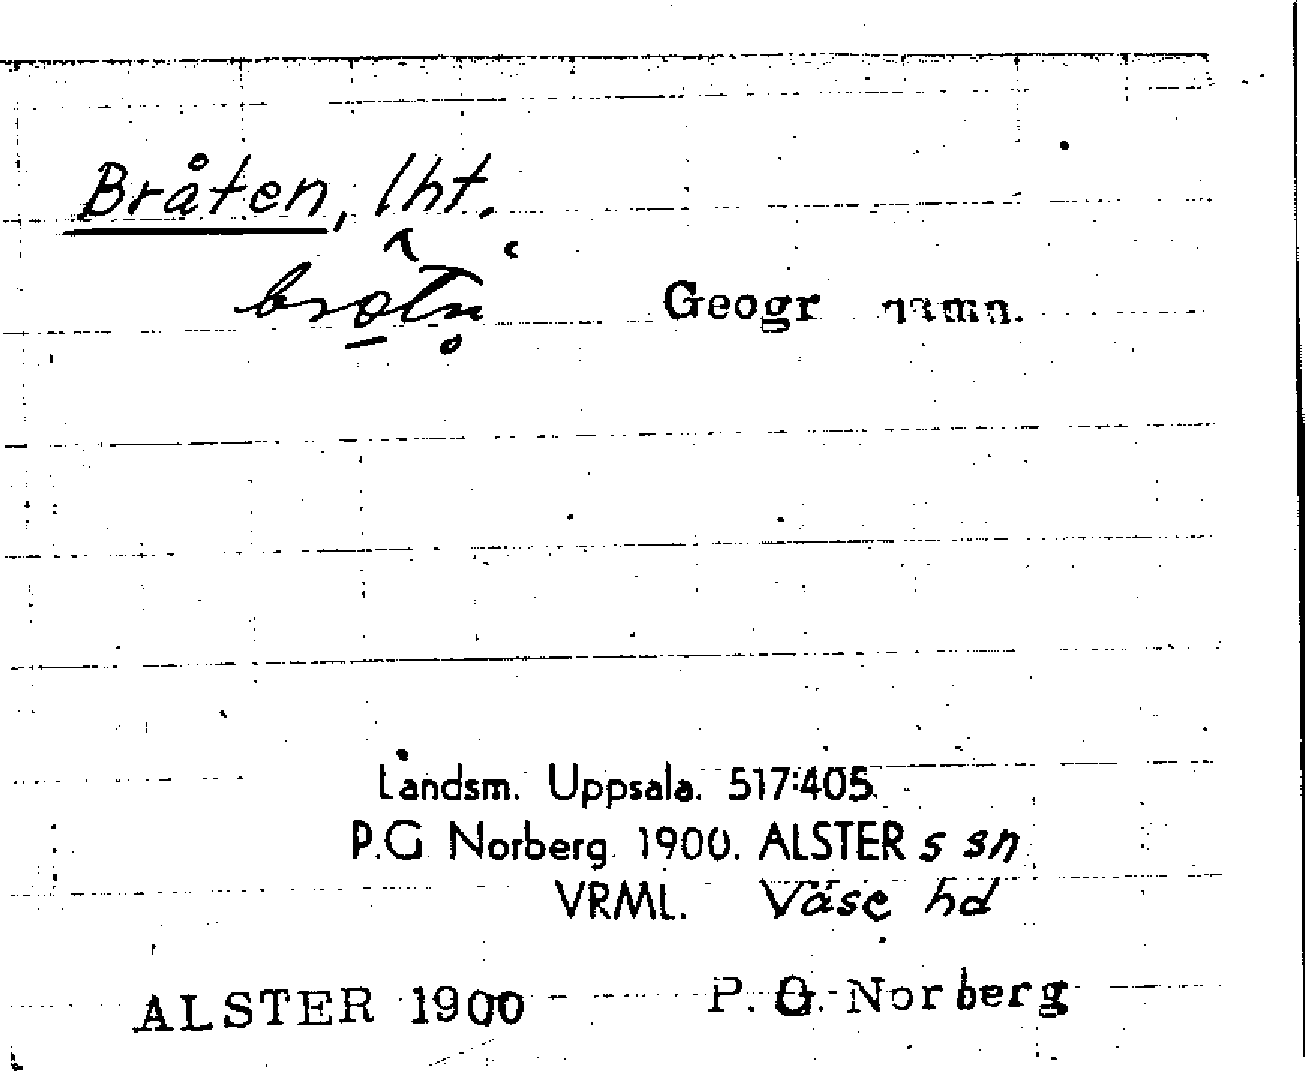 Bråten, lht.
Geogr namn.
Landsm. Uppsala. 517:405
P.G Norberg. 1900. ALSTER s sn
VRML. Väse hd
ALSTER 1900 P. G. Norberg